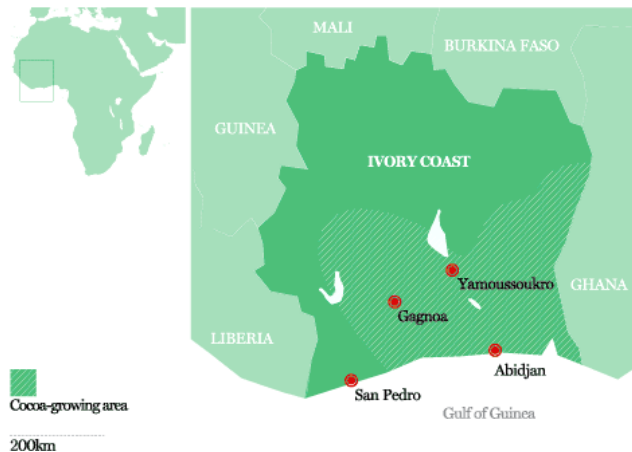 MALI
BURKINA FASO
GUINEA
IVORY COAST
Yamoussoukro
GHANA
Gagnoa
LIBERIA
Abidjan
San Pedro
Gulf of Guinea
Cocoa-growing area
200km